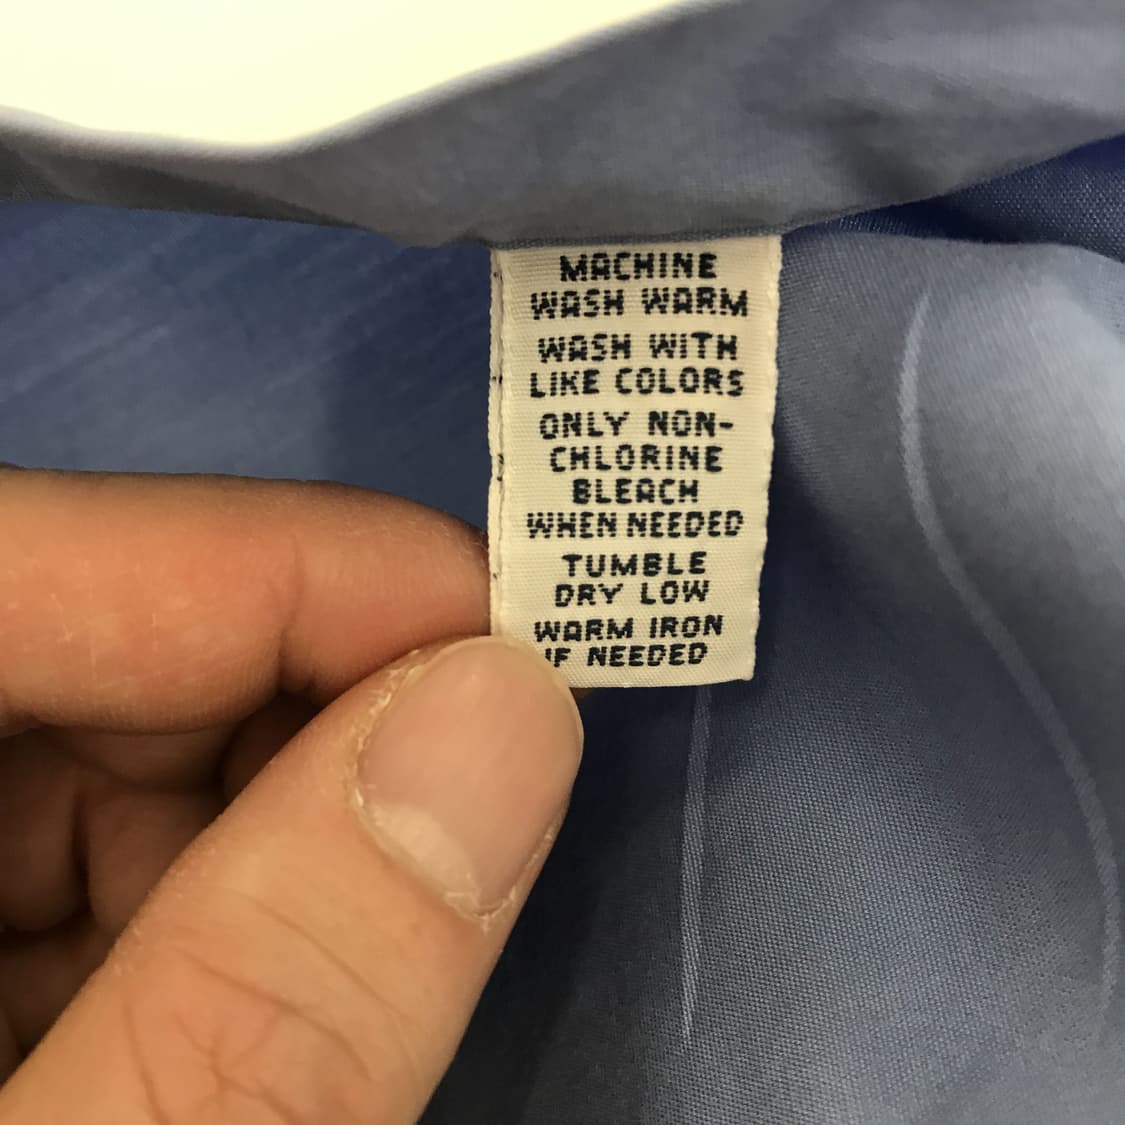 MACHINE
WASH WARM
WASH WITH
LIKE COLORS
ONLY NON-
CHLORINE
BLEACH
WHEN NEEDED
TUMBLE
DRY LOW
WARM IRON
IF NEEDED